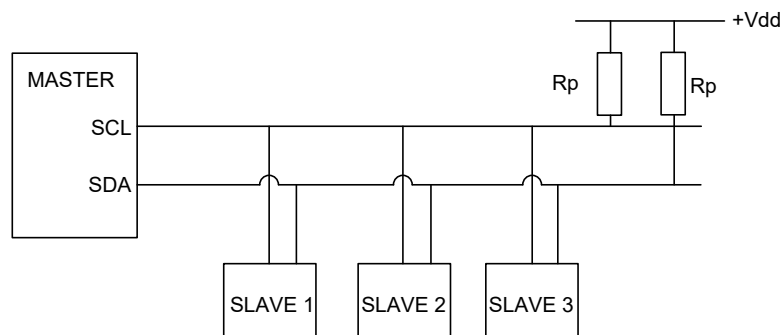 +Vdd
MASTER
Rp
Rp
SCL
SDA
SLAVE 1
SLAVE 2
SLAVE 3